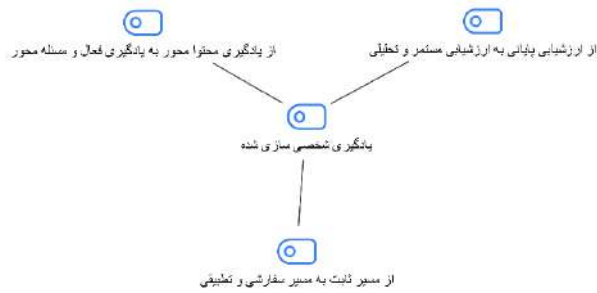 از ارزشیابی پایانی به ارزشیابی مستمر و تحلیلی
از یادگیری محتوا محور به یادگیری فعال و مسئله محور
یادگیری شخصی سازی شده
از مسیر ثابت به مسیر سفارشی و تطبیقی